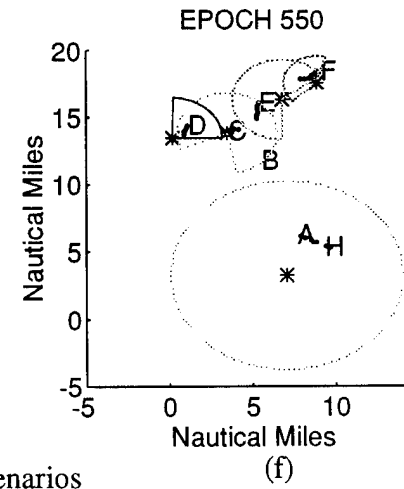 EPOCH 550
20
15
10
5
0
-5
Nautical Miles
F
E
D
C
B
A
H
-5 0 5 10
Nautical Miles
(f)
enarios